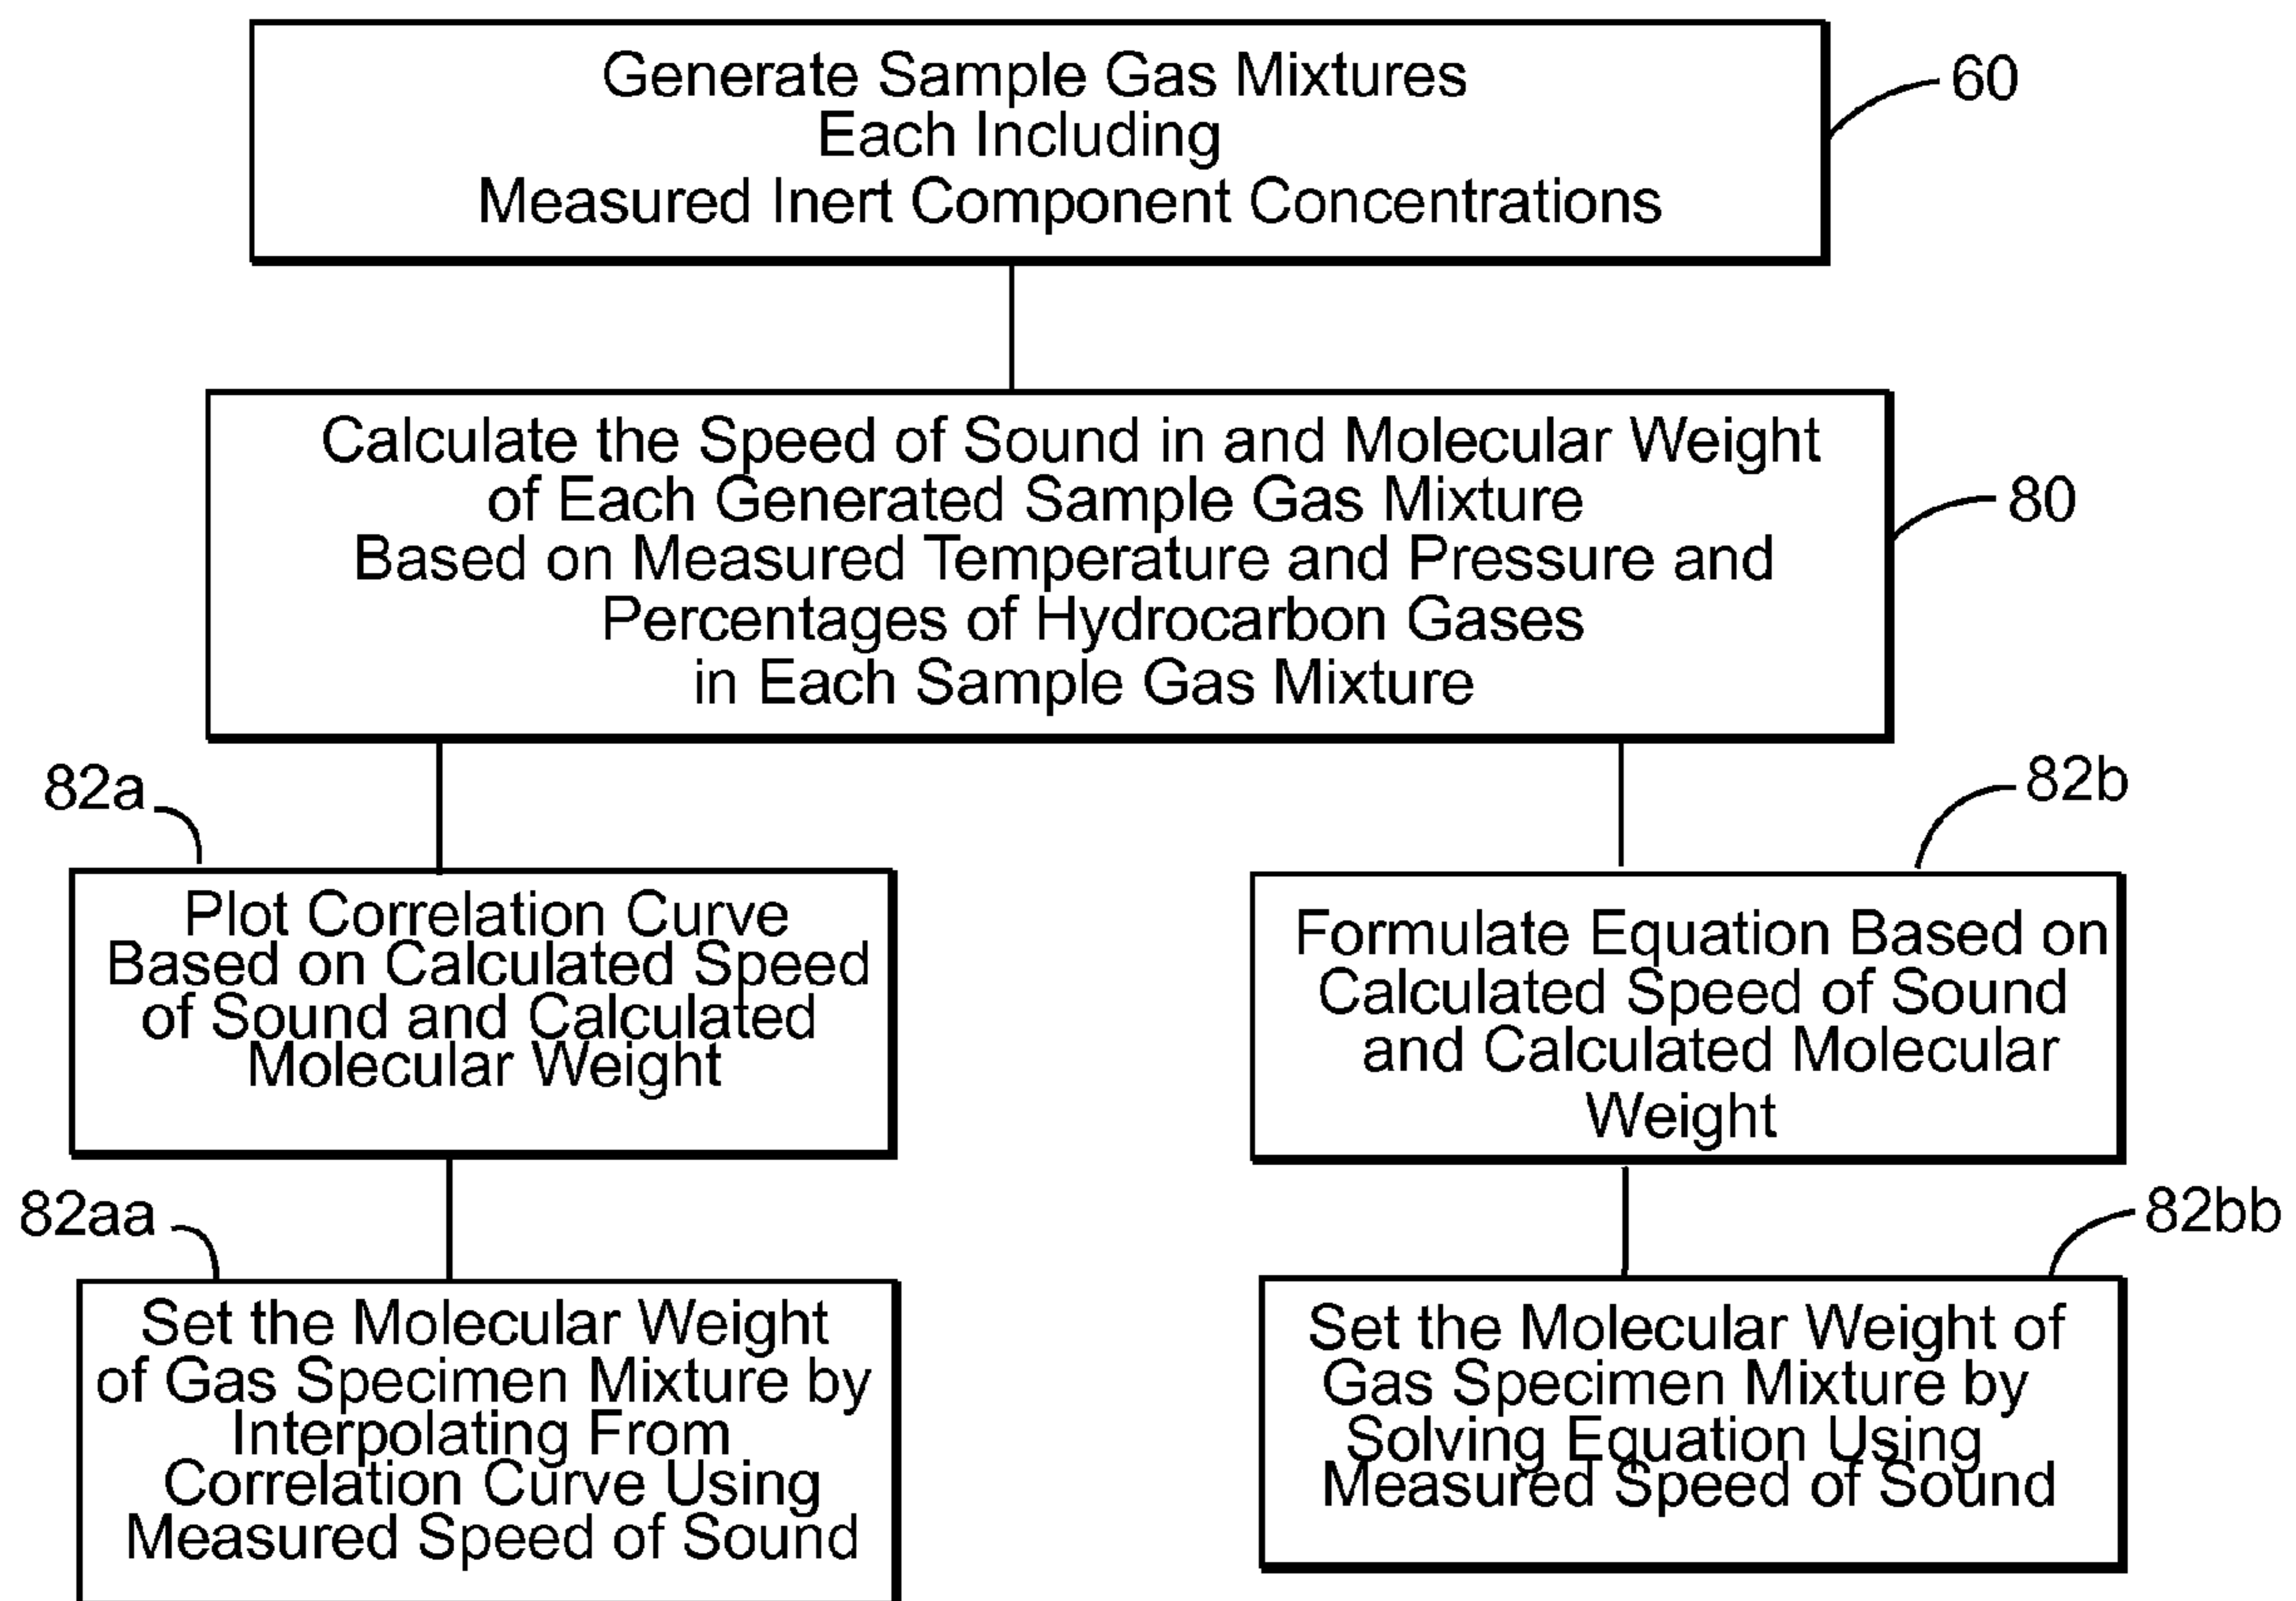 Generate Sample Gas Mixtures
Each Including
Measured Inert Component Concentrations
60
Calculate the Speed of Sound in and Molecular Weight
of Each Generated Sample Gas Mixture
Based on Measured Temperature and Pressure and
Percentages of Hydrocarbon Gases
in Each Sample Gas Mixture
80
82a
Plot Correlation Curve
Based on Calculated Speed
of Sound and Calculated
Molecular Weight
82b
Formulate Equation Based on
Calculated Speed of Sound
and Calculated Molecular
Weight
82aa
Set the Molecular Weight
of Gas Specimen Mixture by
Interpolating From
Correlation Curve Using
Measured Speed of Sound
82bb
Set the Molecular Weight of
Gas Specimen Mixture by
Solving Equation Using
Measured Speed of Sound